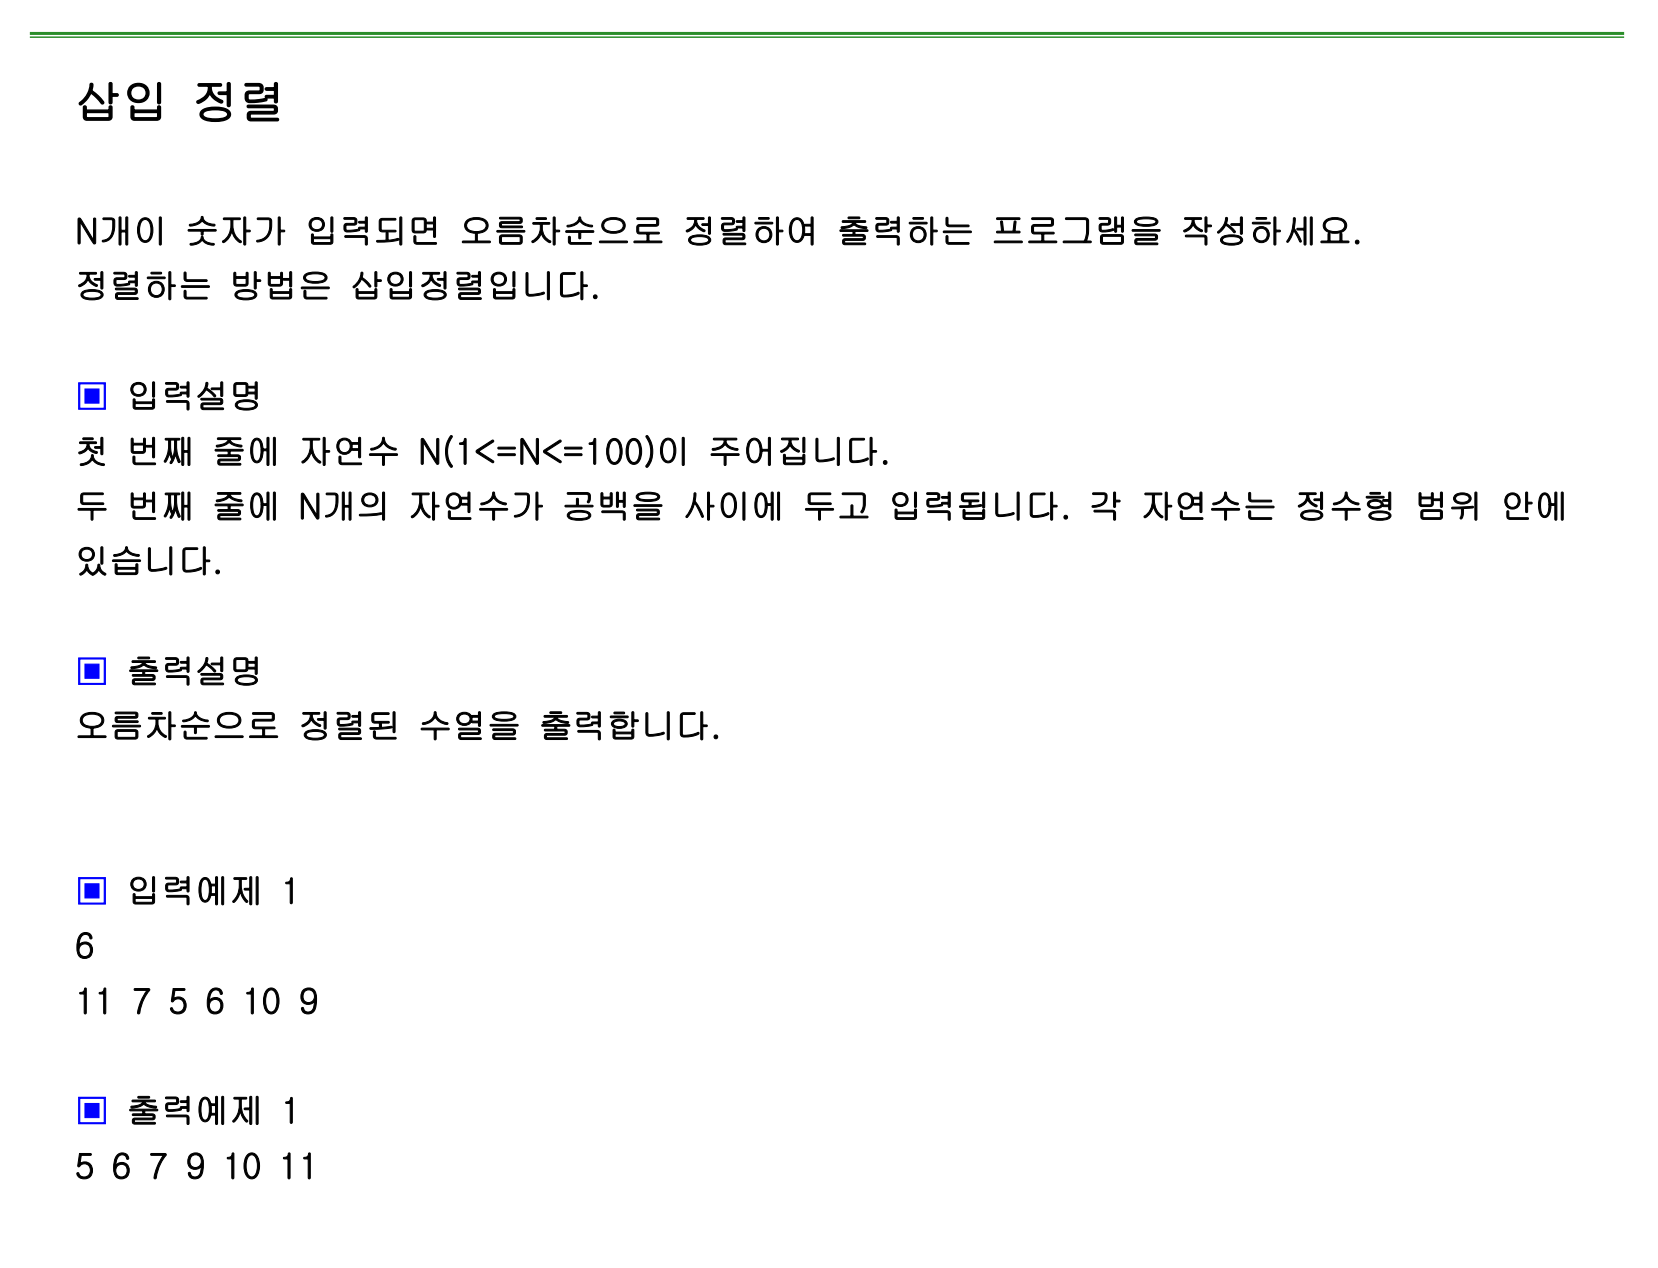 삽입 정렬
N개이 숫자가 입력되면 오름차순으로 정렬하여 출력하는 프로그램을 작성하세요.
정렬하는 방법은 삽입정렬입니다.
▣ 입력설명
첫 번째 줄에 자연수 N(1<=N<=100)이 주어집니다.
두 번째 줄에 N개의 자연수가 공백을 사이에 두고 입력됩니다. 각 자연수는 정수형 범위 안에
있습니다.
▣ 출력설명
오름차순으로 정렬된 수열을 출력합니다.
▣ 입력예제 1
6
11 7 5 6 10 9
▣ 출력예제 1
5 6 7 9 10 11